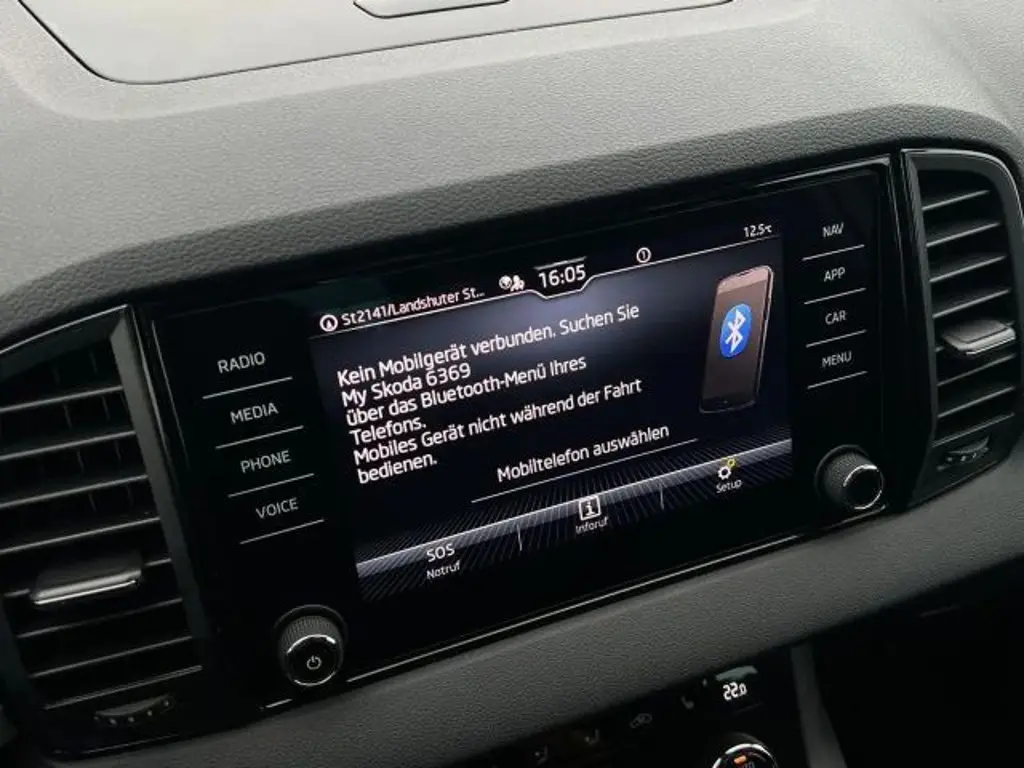 12.5°C
St2141/Landshuter St...
16:05
Kein Mobilgerät verbunden. Suchen Sie
My Skoda 6369
über das Bluetooth-Menü Ihres
Telefons.
Mobiles Gerät nicht während der Fahrt
bedienen.
Mobiltelefon auswählen
SOS
Notruf
Inforuf
Setup
RADIO
MEDIA
PHONE
VOICE
NAV
APP
CAR
MENU
22.0